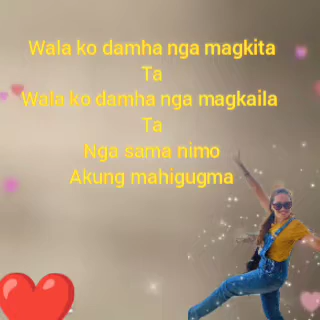 Wala ko damha nga magkita
Ta
Wala ko damha nga magkaila
Ta
Nga sama nimo
Akung mahigugma